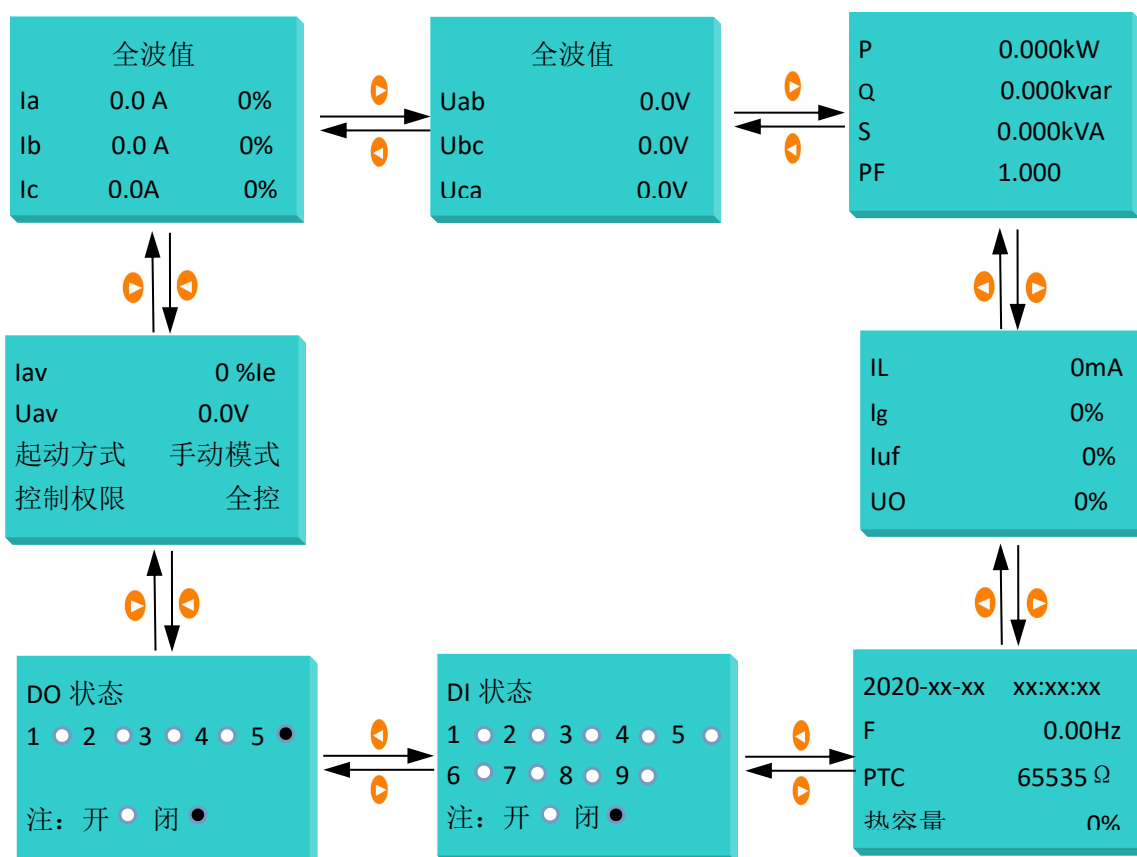 全波值
Ia 0.0 A 0%
Ib 0.0 A 0%
Ic 0.0A 0%
全波值
Uab 0.0V
Ubc 0.0V
Uca 0.0V
P 0.000kW
Q 0.000kvar
S 0.000kVA
PF 1.000
Iav 0 %Ie
Uav 0.0V
起动方式 手动模式
控制权限 全控
IL 0mA
Ig 0%
Iuf 0%
UO 0%
DO 状态
1 2 3 4 5
注：开 闭
DI 状态
1 2 3 4 5
6 7 8 9
注：开 闭
2020-xx-xx xx:xx:xx
F 0.00Hz
PTC 65535 Ω
热容量 0%